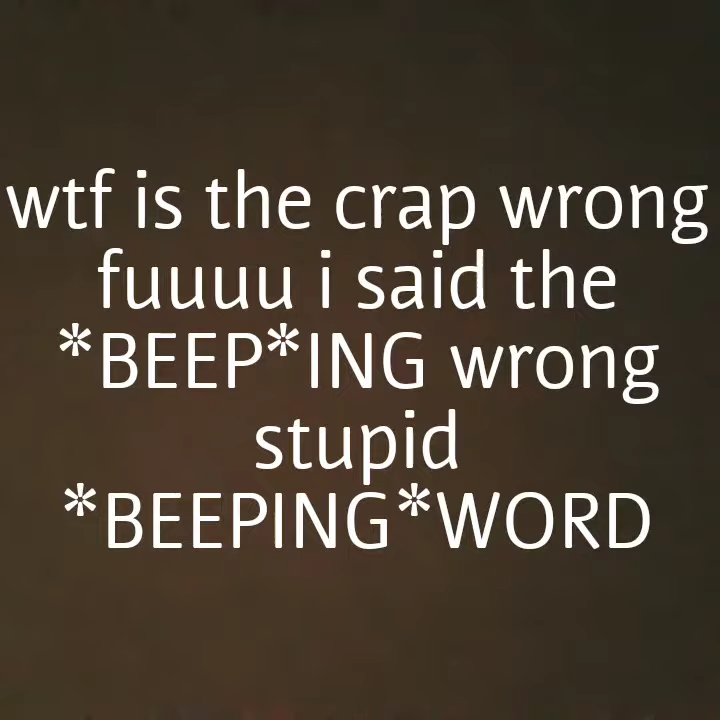 wtf is the crap wrong
fuuuu i said the
*BEEP*ING wrong
stupid
*BEEPING*WORD